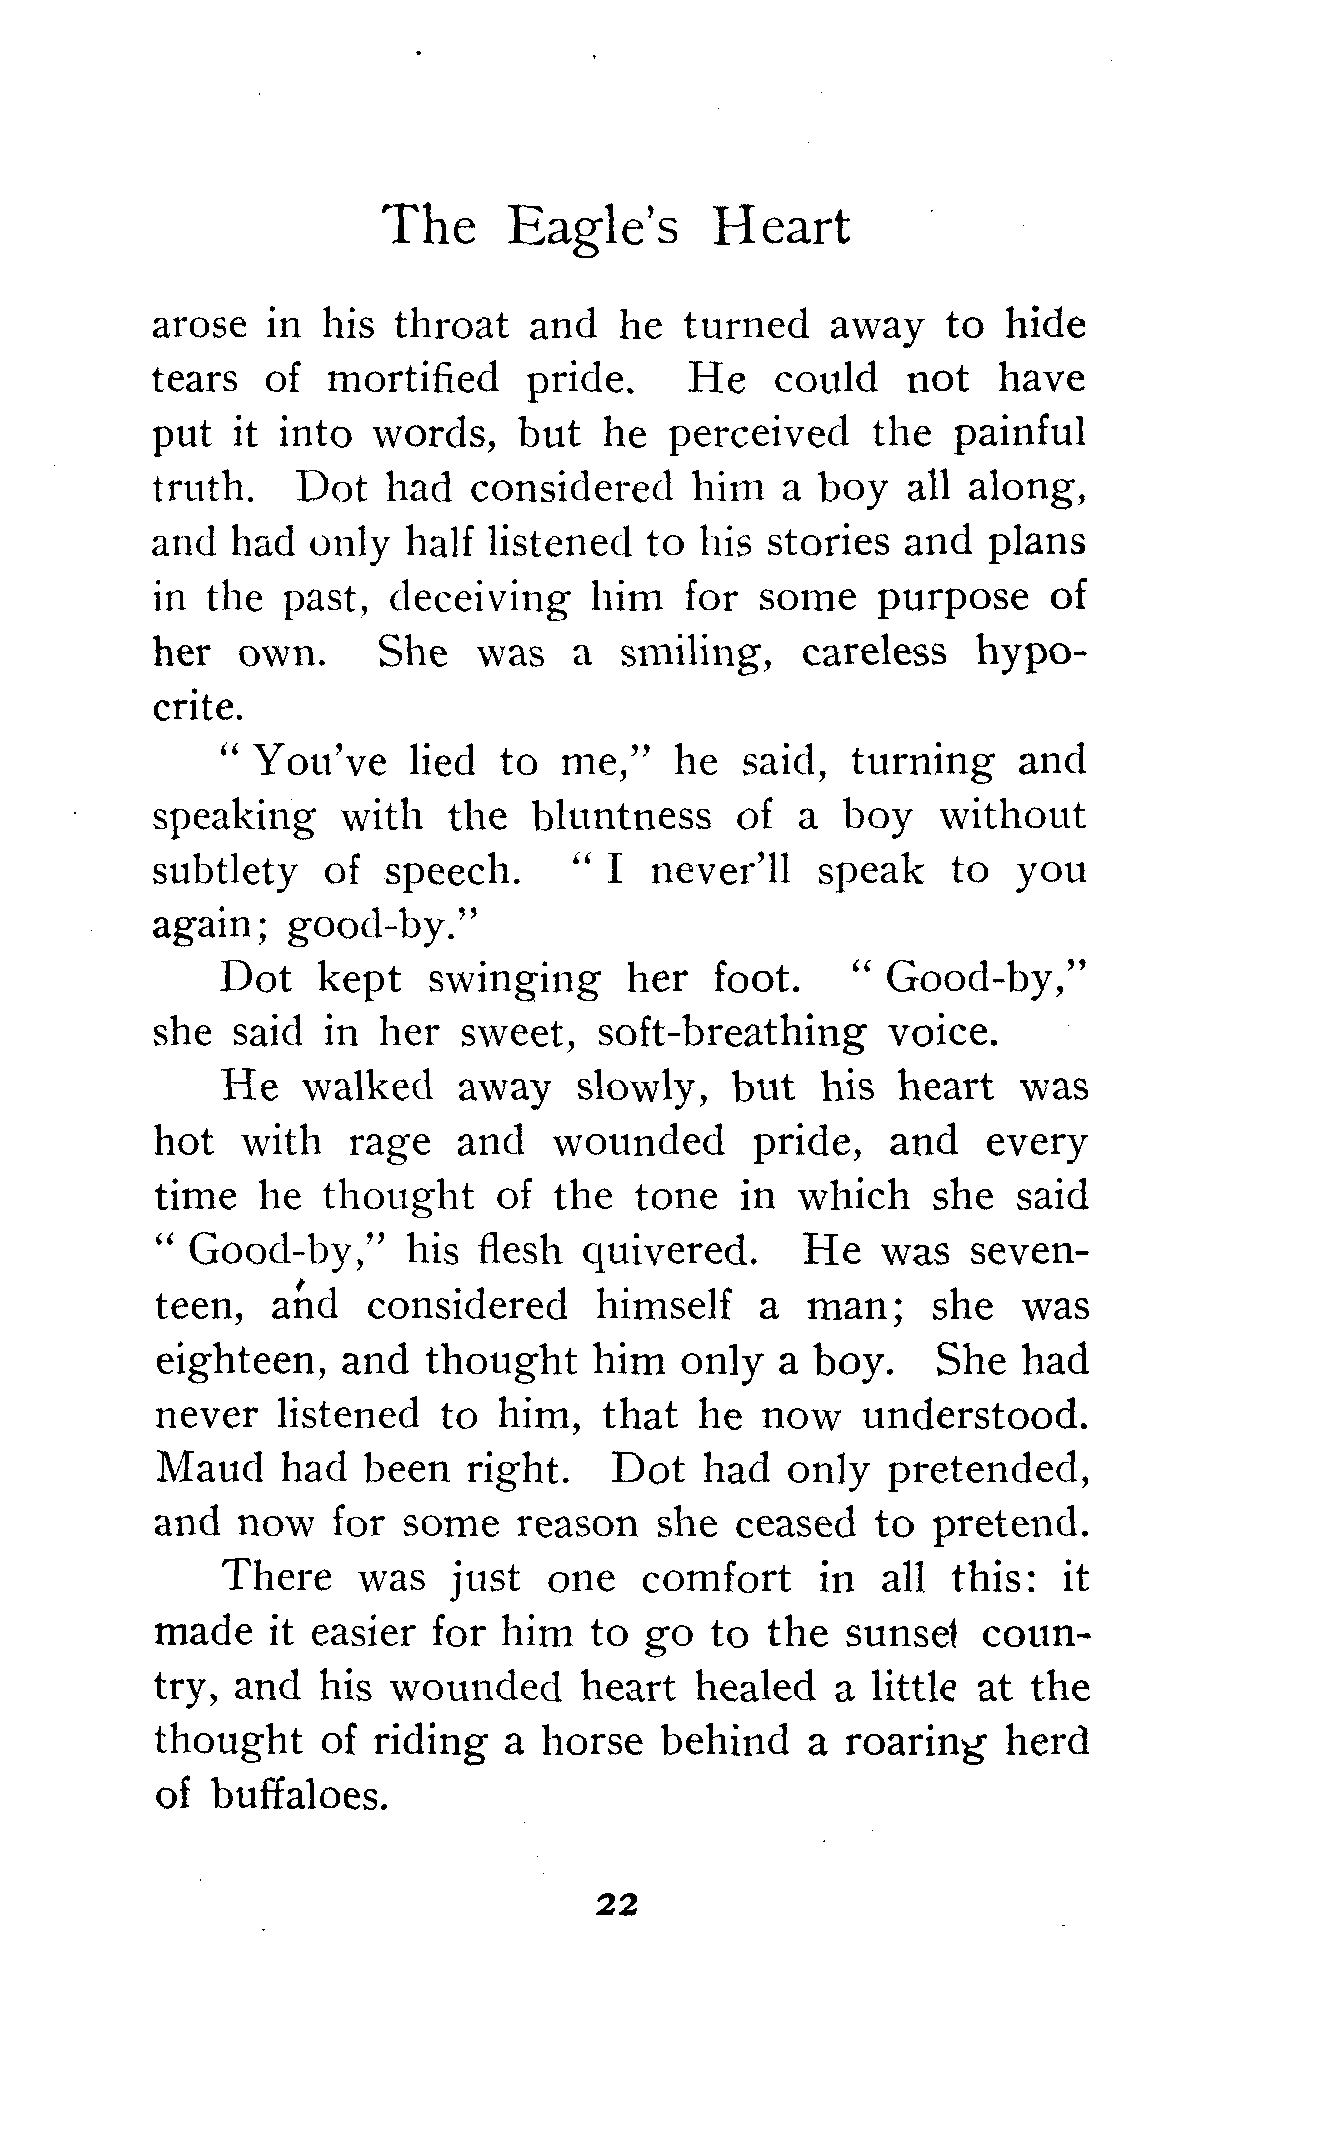 The Eagle's Heart
arose in his throat and he turned away to hide
tears of mortified pride. He could not have
put it into words, but he perceived the painful
truth. Dot had considered him a boy all along,
and had only half listened to his stories and plans
in the past, deceiving him for some purpose of
her own. She was a smiling, careless hypo-
crite.
" You've lied to me," he said, turning and
speaking with the bluntness of a boy without
subtlety of speech. " I never'll speak to you
again; good-by."
Dot kept swinging her foot. " Good-by,"
she said in her sweet, soft-breathing voice.
He walked away slowly, but his heart was
hot with rage and wounded pride, and every
time he thought of the tone in which she said
" Good-by," his flesh quivered. He was seven-
teen, and considered himself a man; she was
eighteen, and thought him only a boy. She had
never listened to him, that he now understood.
Maud had been right. Dot had only pretended,
and now for some reason she ceased to pretend.
There was just one comfort in all this: it
made it easier for him to go to the sunset coun-
try, and his wounded heart healed a little at the
thought of riding a horse behind a roaring herd
of buffaloes.
22